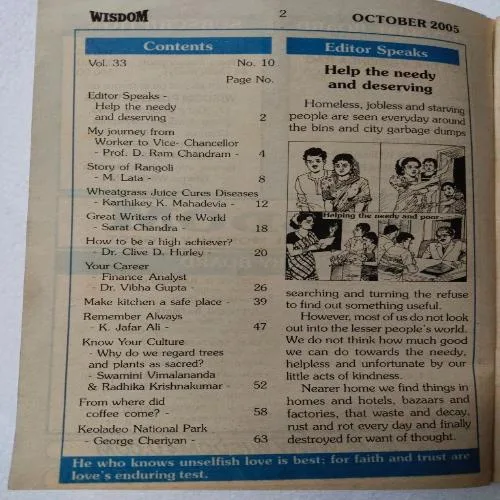 WISDOM
2
OCTOBER 2005
Contents
Vol. 33 No. 10
Page No.
Editor Speaks -
Help the needy
and deserving - 2
My journey from
Worker to Vice- Chancellor
- Prof. D. Ram Chandram - 4
Story of Rangoli
- M. Lata - 8
Wheatgrass Juice Cures Diseases
- Karthikey K. Mahadevia - 12
Great Writers of the World
- Sarat Chandra - 18
How to be a high achiever?
- Dr. Clive D. Hurley - 20
Your Career
- Finance Analyst
- Dr. Vibha Gupta - 26
Make kitchen a safe place - 39
Remember Always
- K. Jafar Ali - 47
Know Your Culture
- Why do we regard trees
and plants as sacred?
- Swamini Vimalananda
& Radhika Krishnakumar - 52
From where did
coffee come? - 58
Keoladeo National Park
- George Cheriyan - 63
Editor Speaks
Help the needy
and deserving
Homeless, jobless and starving
people are seen everyday around
the bins and city garbage dumps
Helping the needy and poor
searching and turning the refuse
to find out something useful.
However, most of us do not look
out into the lesser people's world.
We do not think how much good
we can do towards the needy,
helpless and unfortunate by our
little acts of kindness.
Nearer home we find things in
homes and hotels, bazaars and
factories, that waste and decay,
rust and rot every day and finally
destroyed for want of thought.
He who knows unselfish love is best; for faith and trust are
love's enduring test.